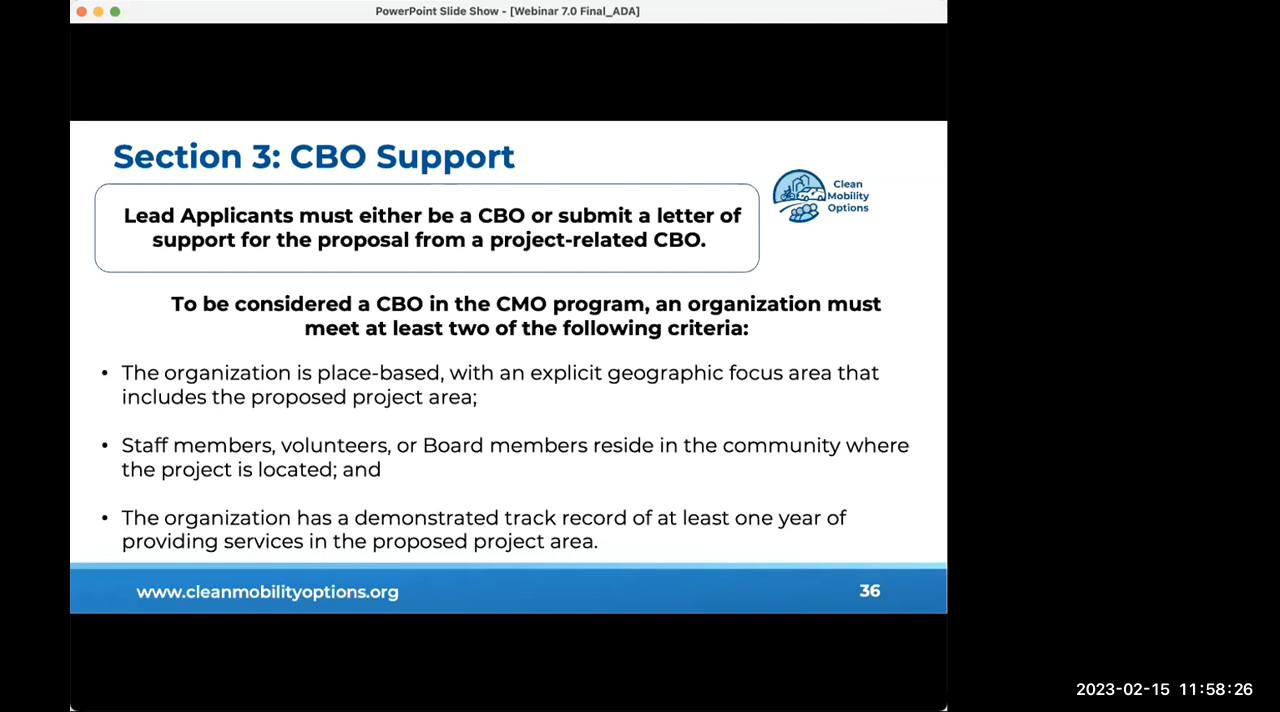 PowerPoint Slide Show - [Webinar 7.0 Final_ADA]
Section 3: CBO Support
Clean
Mobility
Options
Lead Applicants must either be a CBO or submit a letter of
support for the proposal from a project-related CBO.
To be considered a CBO in the CMO program, an organization must
meet at least two of the following criteria:
• The organization is place-based, with an explicit geographic focus area that
includes the proposed project area;
• Staff members, volunteers, or Board members reside in the community where
the project is located; and
• The organization has a demonstrated track record of at least one year of
providing services in the proposed project area.
www.cleanmobilityoptions.org
36
2023-02-15 11:58:26